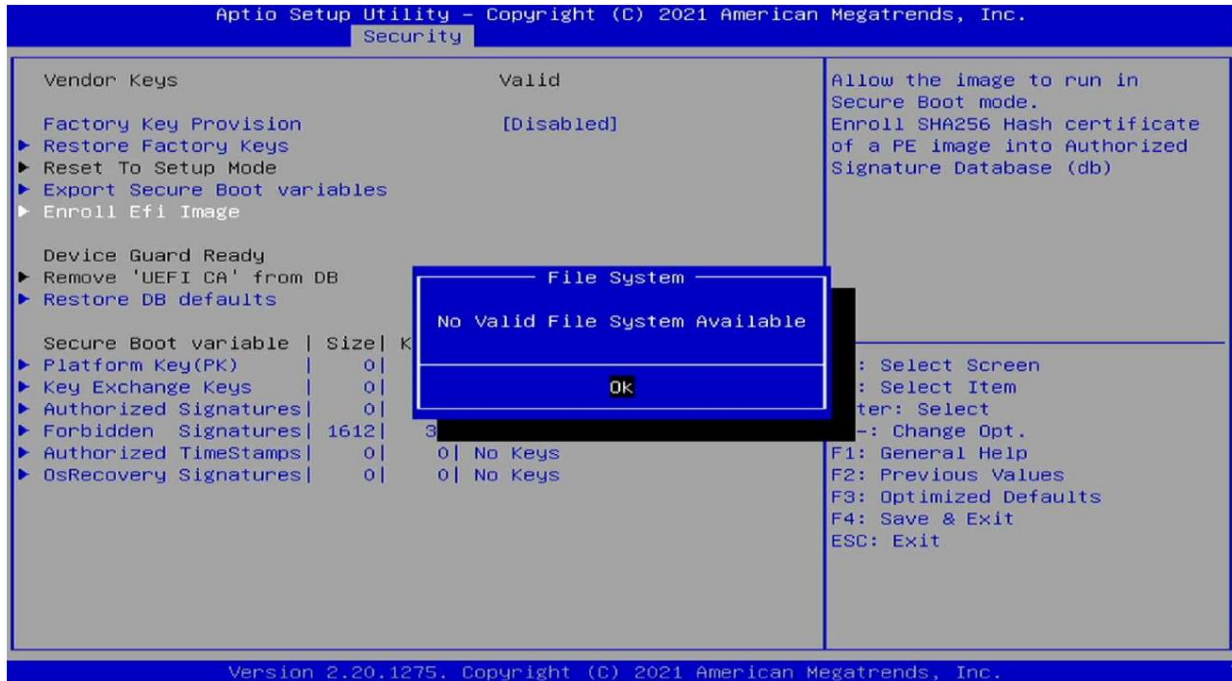 Aptio Setup Utility – Copyright (C) 2021 American Megatrends, Inc.
Security
Vendor Keys Valid
Factory Key Provision [Disabled]
► Restore Factory Keys
► Reset To Setup Mode
► Export Secure Boot variables
► Enroll Efi Image
Device Guard Ready
► Remove 'UEFI CA' from DB
► Restore DB defaults
Secure Boot variable | Size| K
► Platform Key(PK) | 0|
► Key Exchange Keys | 0|
► Authorized Signatures| 0|
► Forbidden Signatures| 1612| 3
► Authorized TimeStamps| 0| 0| No Keys
► OsRecovery Signatures| 0| 0| No Keys
File System
No Valid File System Available
Ok
Allow the image to run in
Secure Boot mode.
Enroll SHA256 Hash certificate
of a PE image into Authorized
Signature Database (db)
: Select Screen
: Select Item
ter: Select
-: Change Opt.
F1: General Help
F2: Previous Values
F3: Optimized Defaults
F4: Save & Exit
ESC: Exit
Version 2.20.1275. Copyright (C) 2021 American Megatrends, Inc.